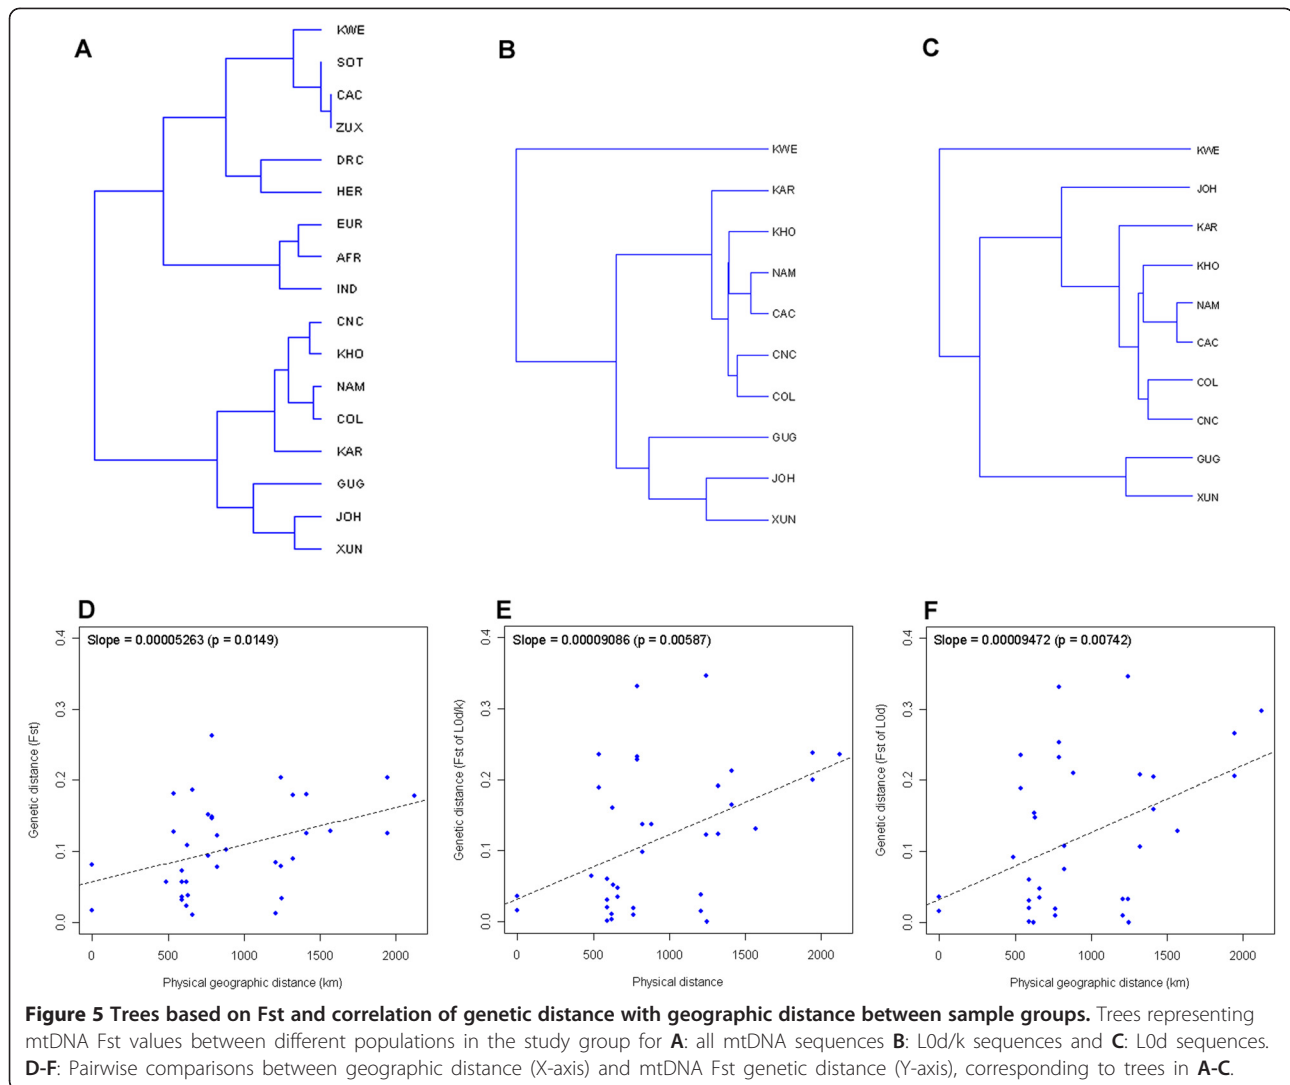 A
KWE
SOT
CAC
ZUX
DRC
HER
EUR
AFR
IND
CNC
KHO
NAM
COL
KAR
GUG
JOH
XUN
B
KWE
KAR
KHO
NAM
CAC
CNC
COL
GUG
JOH
XUN
C
KWE
JOH
KAR
KHO
NAM
CAC
COL
CNC
GUG
XUN
D
Slope = 0.00005263 (p = 0.0149)
Genetic distance (Fst)
0.4
0.3
0.2
0.1
0.0
0 500 1000 1500 2000
Physical geographic distance (km)
E
Slope = 0.00009086 (p = 0.00587)
Genetic distance (Fst of L0d/k)
0.4
0.3
0.2
0.1
0.0
0 500 1000 1500 2000
Physical distance
F
Slope = 0.00009472 (p = 0.00742)
Genetic distance (Fst of L0d)
0.4
0.3
0.2
0.1
0.0
0 500 1000 1500 2000
Physical geographic distance (km)
Figure 5 Trees based on Fst and correlation of genetic distance with geographic distance between sample groups. Trees representing
mtDNA Fst values between different populations in the study group for A: all mtDNA sequences B: L0d/k sequences and C: L0d sequences.
D-F: Pairwise comparisons between geographic distance (X-axis) and mtDNA Fst genetic distance (Y-axis), corresponding to trees in A-C.